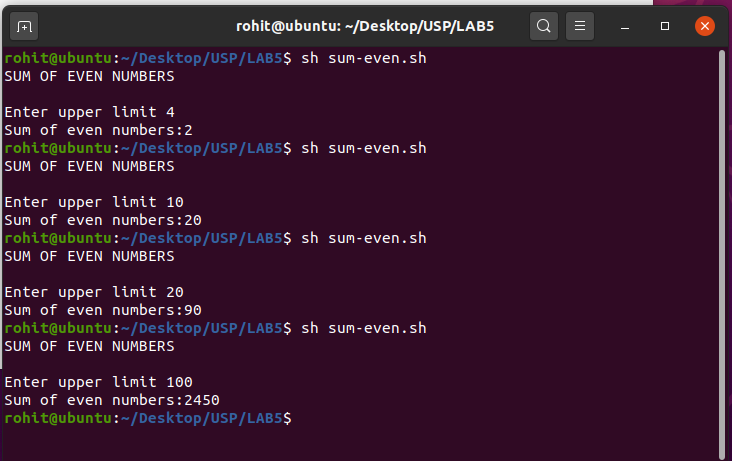 rohit@ubuntu: ~/Desktop/USP/LAB5
rohit@ubuntu:~/Desktop/USP/LAB5$ sh sum-even.sh
SUM OF EVEN NUMBERS
Enter upper limit 4
Sum of even numbers:2
rohit@ubuntu:~/Desktop/USP/LAB5$ sh sum-even.sh
SUM OF EVEN NUMBERS
Enter upper limit 10
Sum of even numbers:20
rohit@ubuntu:~/Desktop/USP/LAB5$ sh sum-even.sh
SUM OF EVEN NUMBERS
Enter upper limit 20
Sum of even numbers:90
rohit@ubuntu:~/Desktop/USP/LAB5$ sh sum-even.sh
SUM OF EVEN NUMBERS
Enter upper limit 100
Sum of even numbers:2450
rohit@ubuntu:~/Desktop/USP/LAB5$